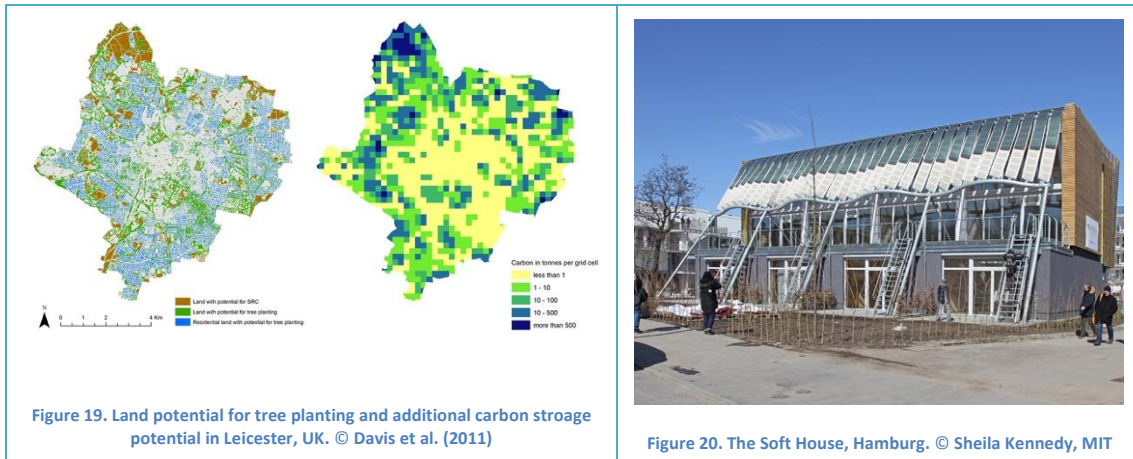 N
0 1 2 4 Km
Land with potential for SRC
Land with potential for tree planting
Residential land with potential for tree planting
Carbon in tonnes per grid cell
less than 1
1 - 10
10 - 100
10 - 500
more than 500
Figure 19. Land potential for tree planting and additional carbon stroage
potential in Leicester, UK. © Davis et al. (2011)
Figure 20. The Soft House, Hamburg. © Sheila Kennedy, MIT